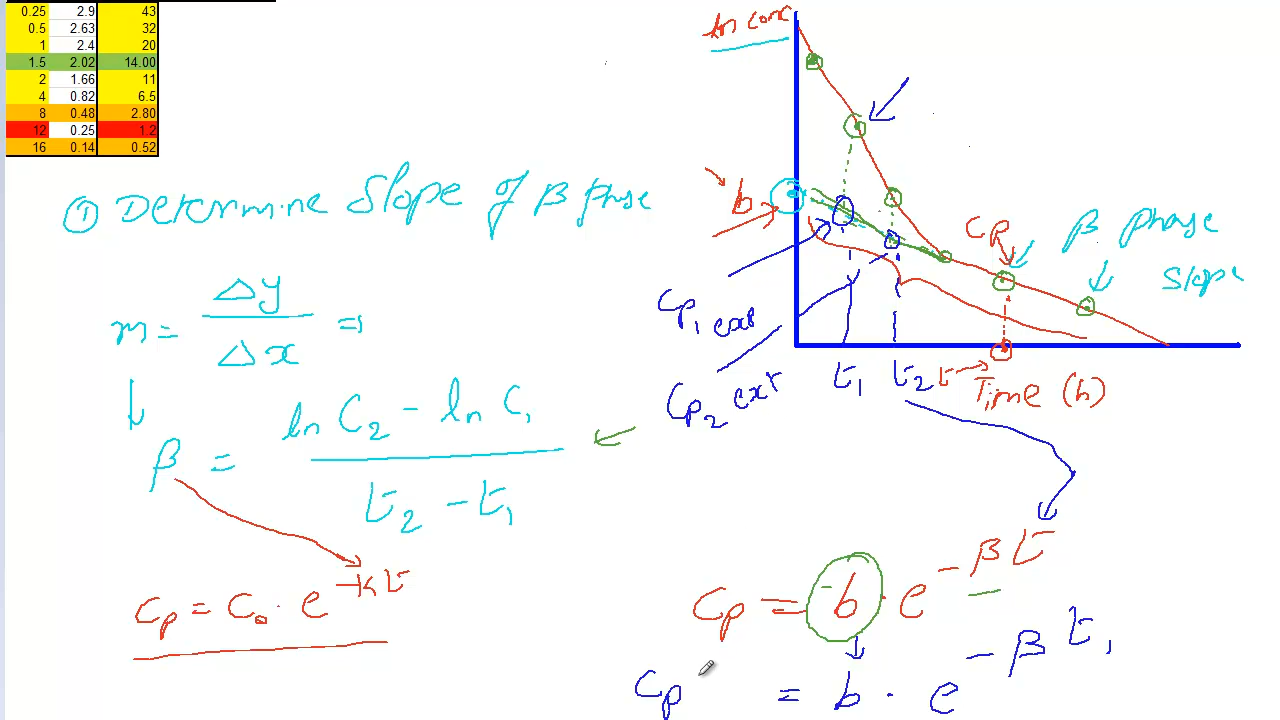 0.25 2.9 43
0.5 2.63 32
1 2.4 20
1.5 2.02 14.00
2 1.66 11
4 0.82 6.5
8 0.48 2.80
12 0.25 1.2
16 0.14 0.52
① Determine Slope of β phase
m = Δy / Δx ⇒
β = ln C₂ - ln C₁ / t₂ - t₁
Cp = C₀ · e^-Kt
ln conc
b
Cp
β phase
slope
Cp₁ ext
Cp₂ ext
t₁ t₂ t → Time (h)
Cp = b · e^-βt
Cp = b · e^-βt₁